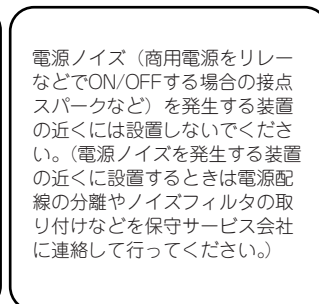 電源ノイズ（商用電源をリレー
などでON/OFFする場合の接点
スパークなど）を発生する装置
の近くには設置しないでくださ
い。（電源ノイズを発生する装置
の近くに設置するときは電源配
線の分離やノイズフィルタの取
り付けなどを保守サービス会社
に連絡して行ってください。）